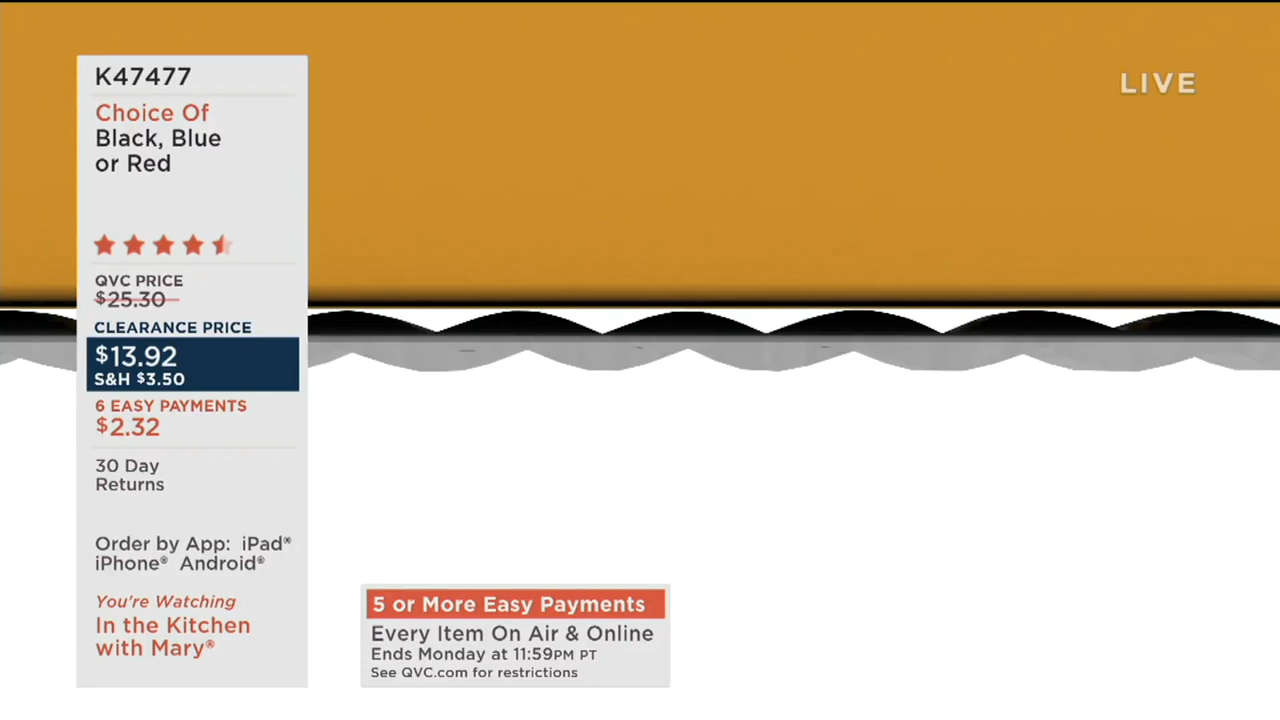 K47477
Choice Of
Black, Blue
or Red
QVC PRICE
$25.30
CLEARANCE PRICE
$13.92
S&H $3.50
6 EASY PAYMENTS
$2.32
30 Day
Returns
Order by App: iPad®
iPhone® Android®
You're Watching
In the Kitchen
with Mary®
LIVE
5 or More Easy Payments
Every Item On Air & Online
Ends Monday at 11:59PM PT
See QVC.com for restrictions